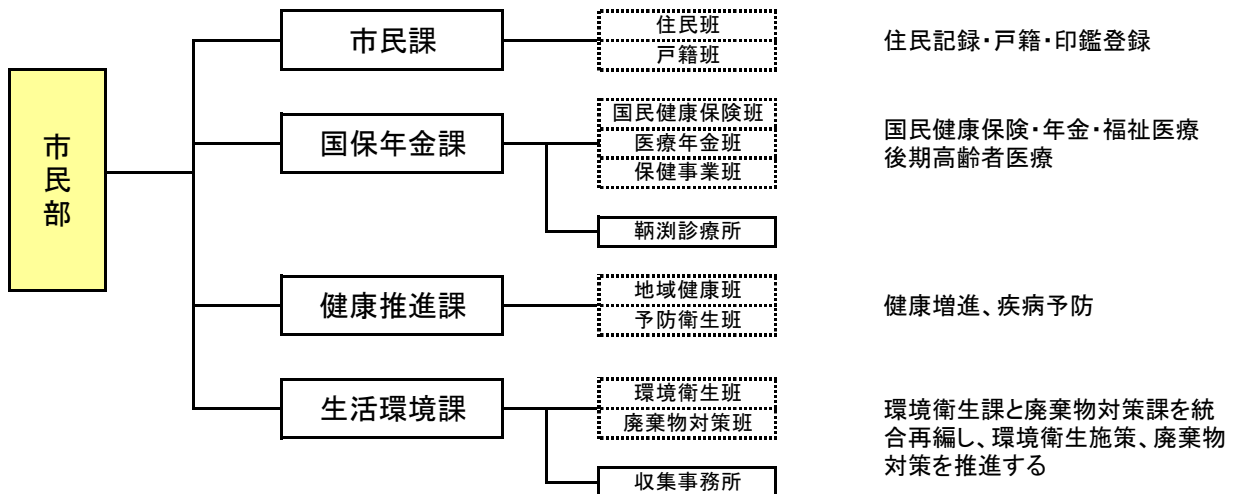 市民部
市民課
住民班
戸籍班
住民記録・戸籍・印鑑登録
国保年金課
国民健康保険班
医療年金班
保健事業班
鞆渕診療所
国民健康保険・年金・福祉医療
後期高齢者医療
健康推進課
地域健康班
予防衛生班
健康増進、疾病予防
生活環境課
環境衛生班
廃棄物対策班
収集事務所
環境衛生課と廃棄物対策課を統
合再編し、環境衛生施策、廃棄物
対策を推進する